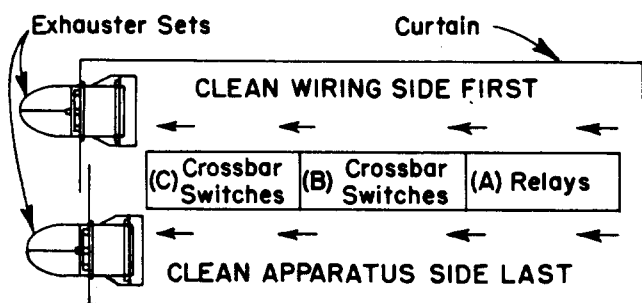 Exhauster Sets
Curtain
CLEAN WIRING SIDE FIRST
(C) Crossbar Switches
(B) Crossbar Switches
(A) Relays
CLEAN APPARATUS SIDE LAST